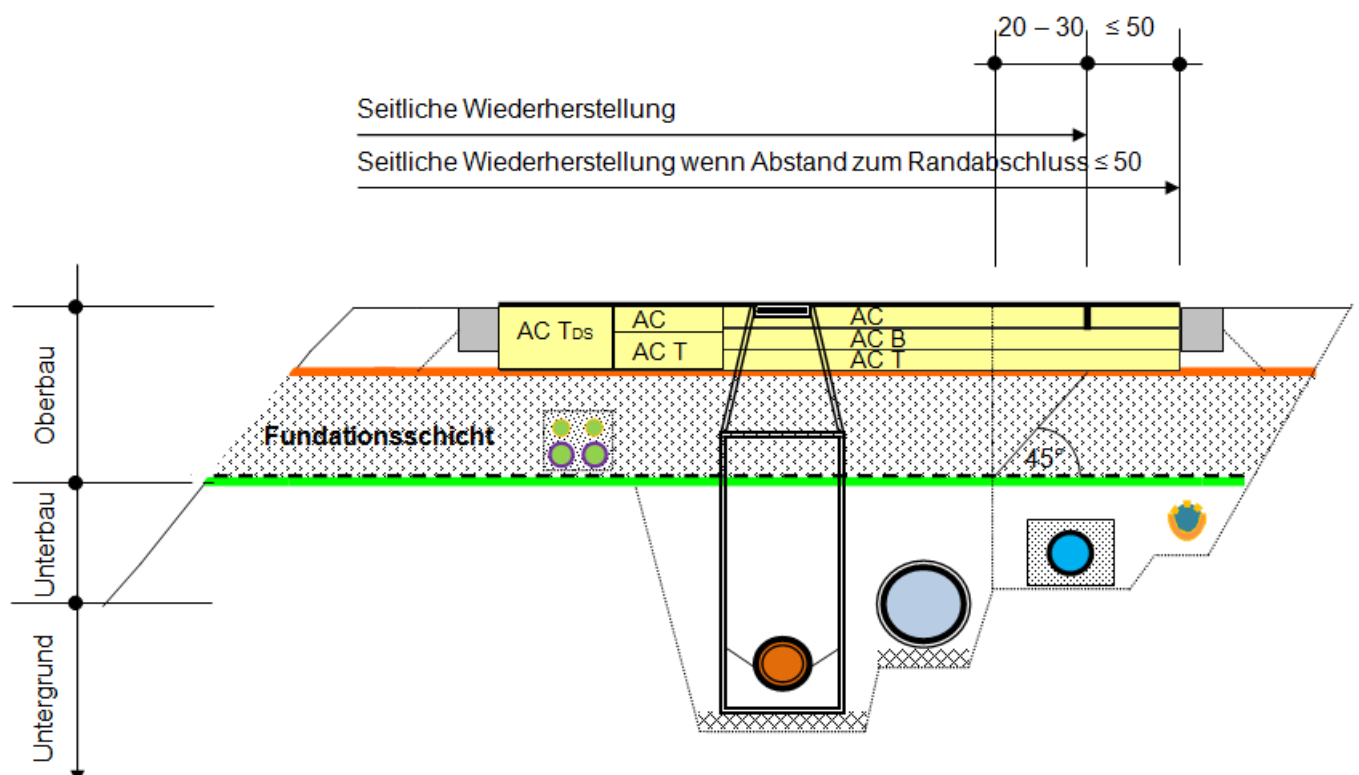 20 – 30 ≤ 50
Seitliche Wiederherstellung
Seitliche Wiederherstellung wenn Abstand zum Randabschluss ≤ 50
AC TDS
AC
AC T
AC
AC B
AC T
Oberbau
Fundationsschicht
45°
Unterbau
Untergrund